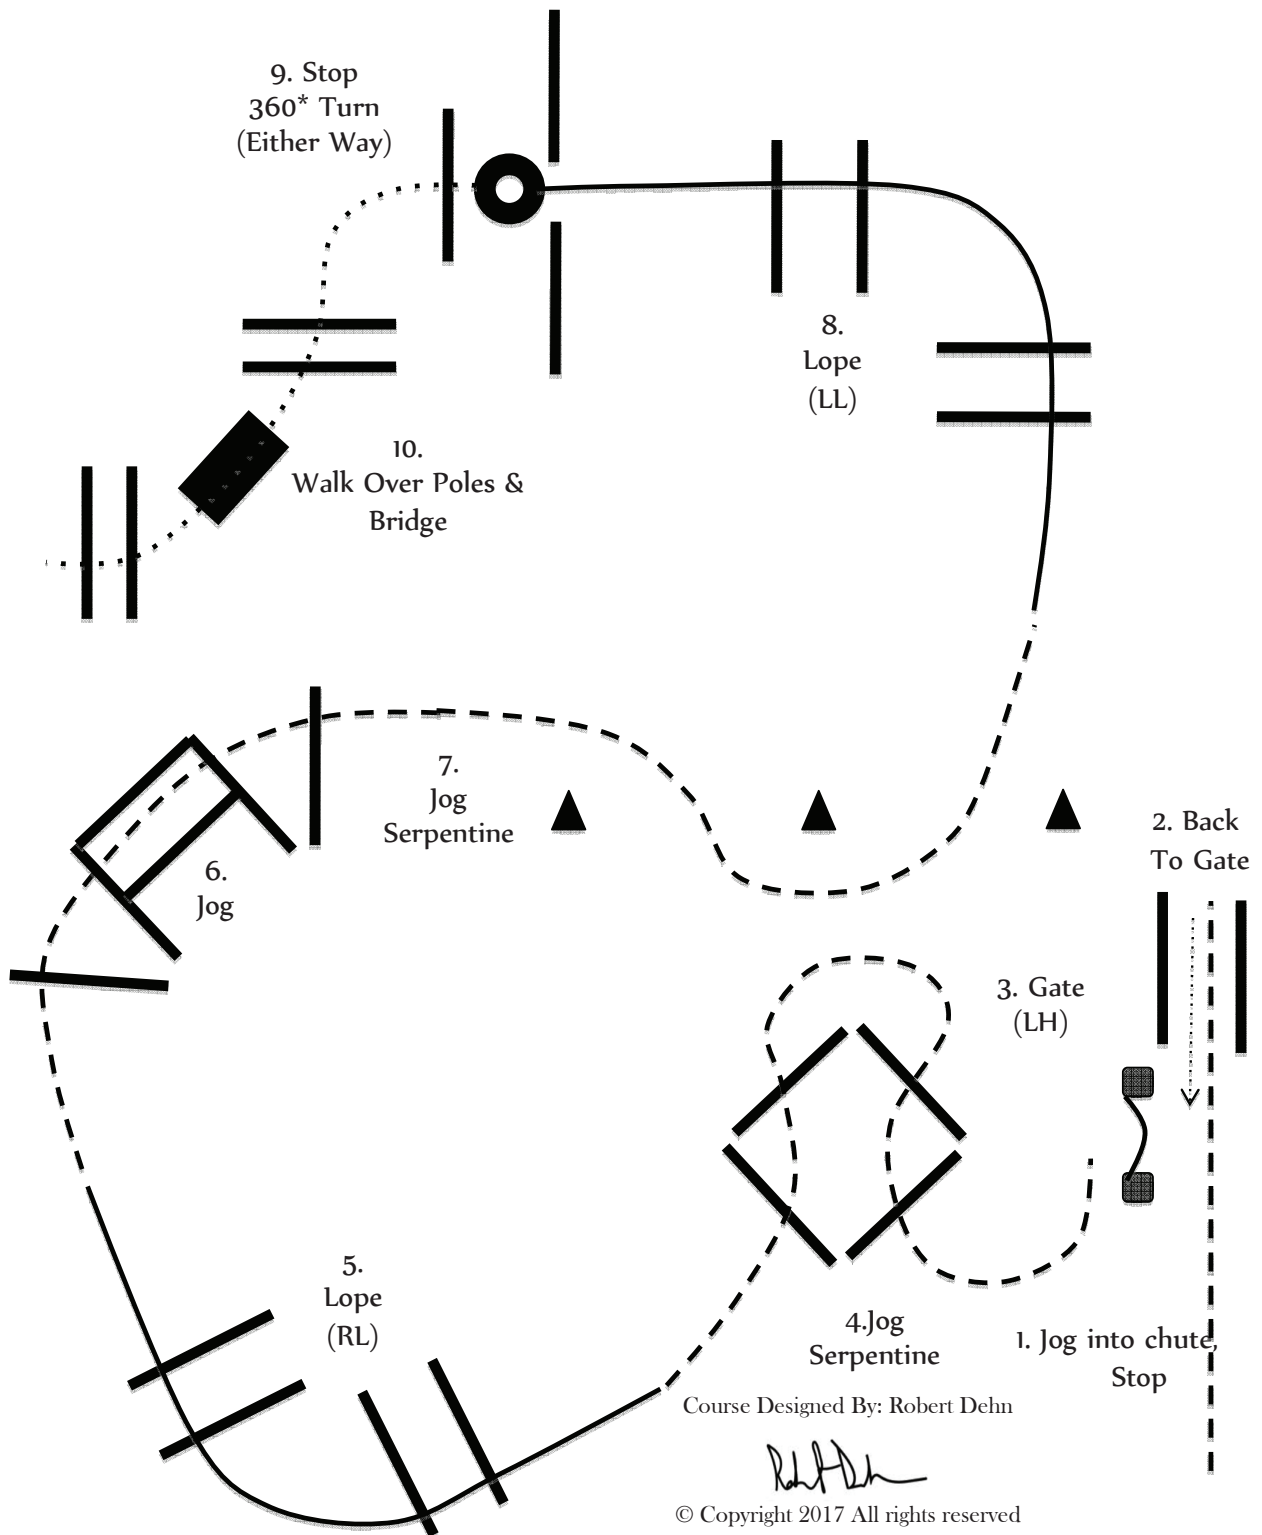 9. Stop
360* Turn
(Either Way)
8.
Lope
(LL)
10.
Walk Over Poles &
Bridge
7.
Jog
Serpentine
2. Back
To Gate
6.
Jog
3. Gate
(LH)
5.
Lope
(RL)
4.Jog
Serpentine
1. Jog into chute,
Stop
Course Designed By: Robert Dehn
© Copyright 2017 All rights reserved